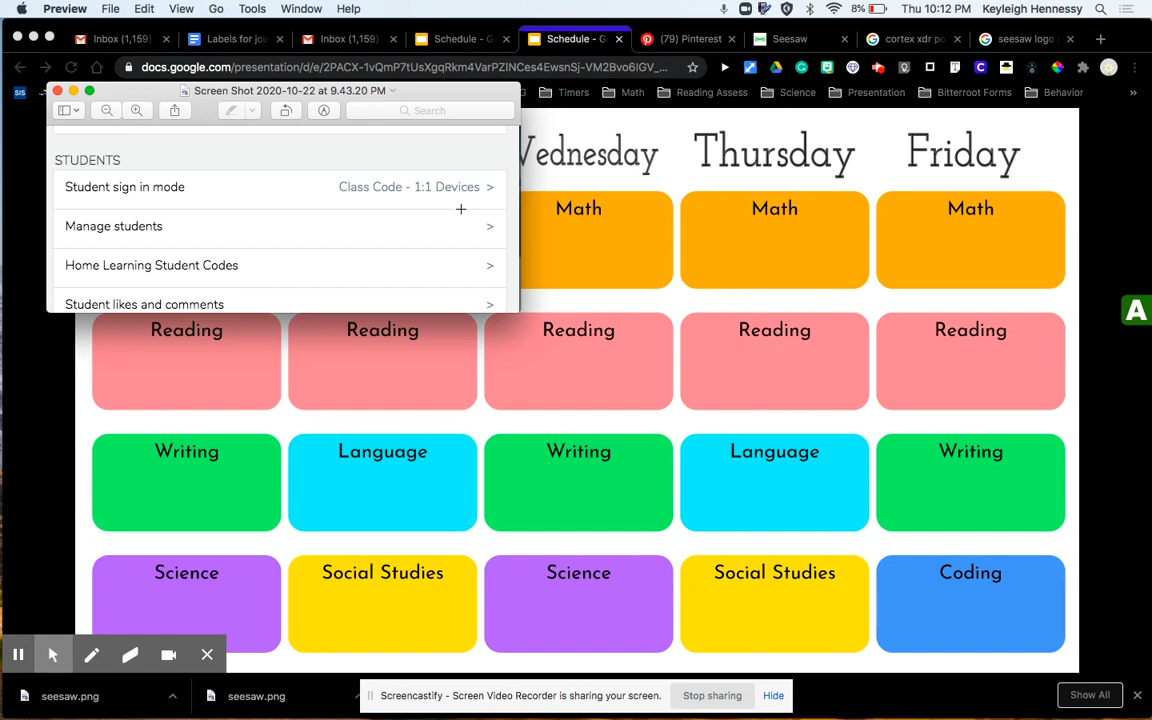 Preview File Edit View Go Tools Window Help 8% Thu 10:12 PM Keyleigh Hennessy
Inbox (1,159) Labels for jou Inbox (1,159) Schedule - G Schedule - G (79) Pinterest Seesaw cortex xdr po seesaw logo
docs.google.com/presentation/d/e/2PACX-1vQmP7tUsXgqRkm4VarPZlNCes4EwsnSj-VM2Bvo6IGV_...
SIS Timers Math Reading Assess Science Presentation Bitterroot Forms Behavior »
Screen Shot 2020-10-22 at 9.43.20 PM
Search
STUDENTS
Student sign in mode Class Code - 1:1 Devices >
Manage students >
Home Learning Student Codes >
Student likes and comments >
Wednesday Thursday Friday
Math Math Math
A
Reading Reading Reading Reading Reading
Writing Language Writing Language Writing
Science Social Studies Science Social Studies Coding
seesaw.png seesaw.png Screencastify - Screen Video Recorder is sharing your screen. Stop sharing Hide Show All